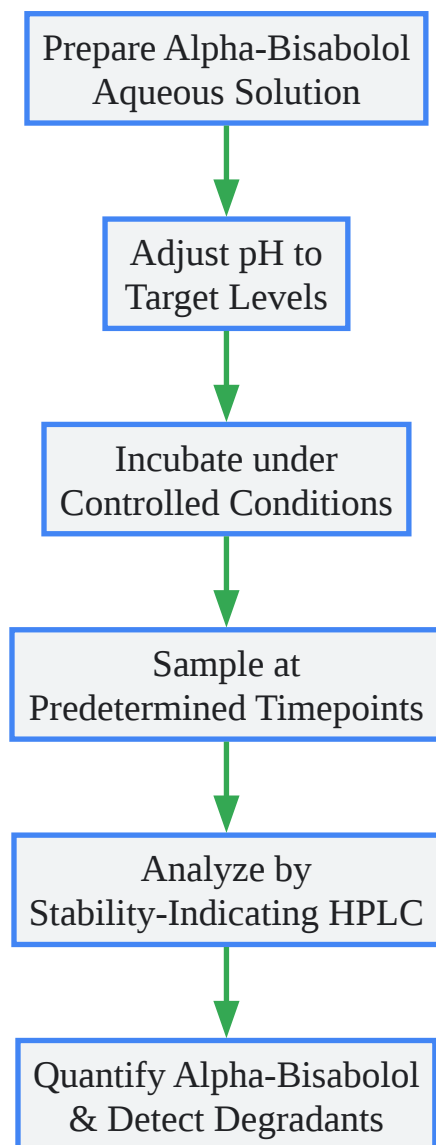 Prepare Alpha-Bisabolol
Aqueous Solution
Adjust pH to
Target Levels
Incubate under
Controlled Conditions
Sample at
Predetermined Timepoints
Analyze by
Stability-Indicating HPLC
Quantify Alpha-Bisabolol
& Detect Degradants